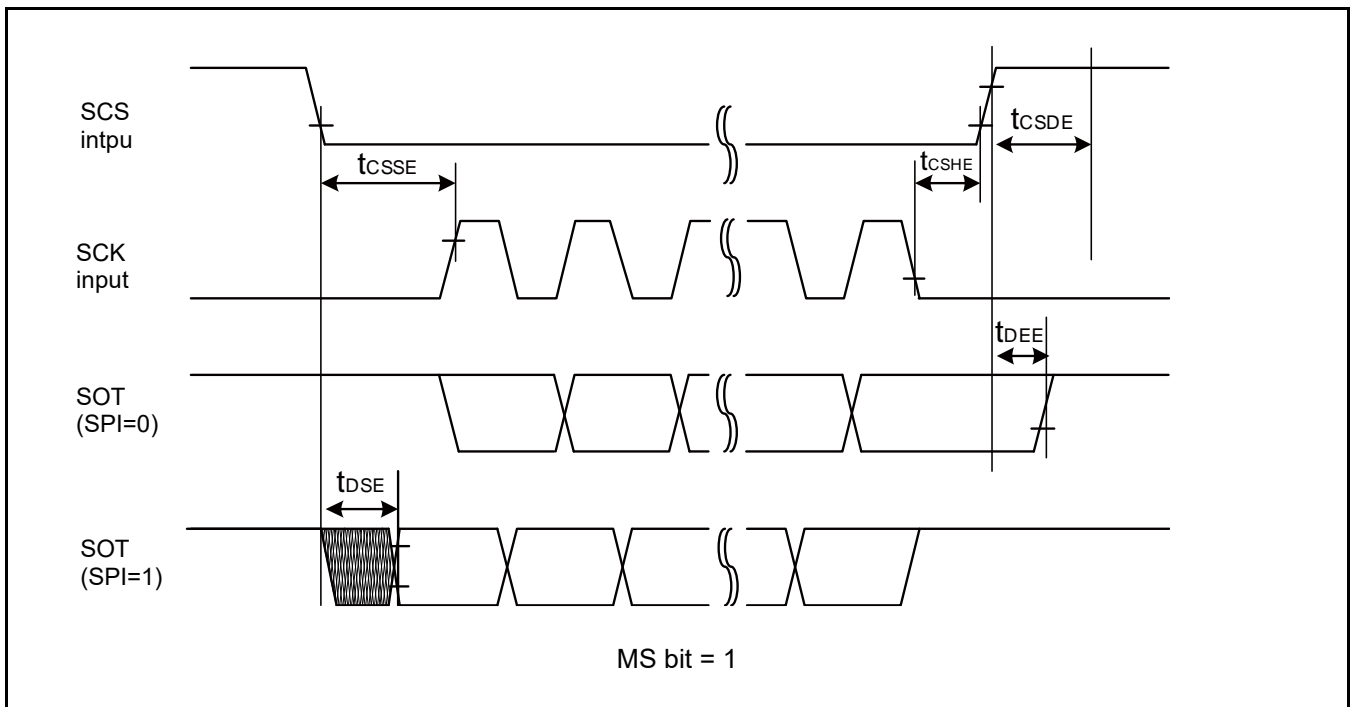 SCS
intpu
tCSDE
tCSHE
tCSSE
SCK
input
tDEE
SOT
(SPI=0)
tDSE
SOT
(SPI=1)
MS bit = 1